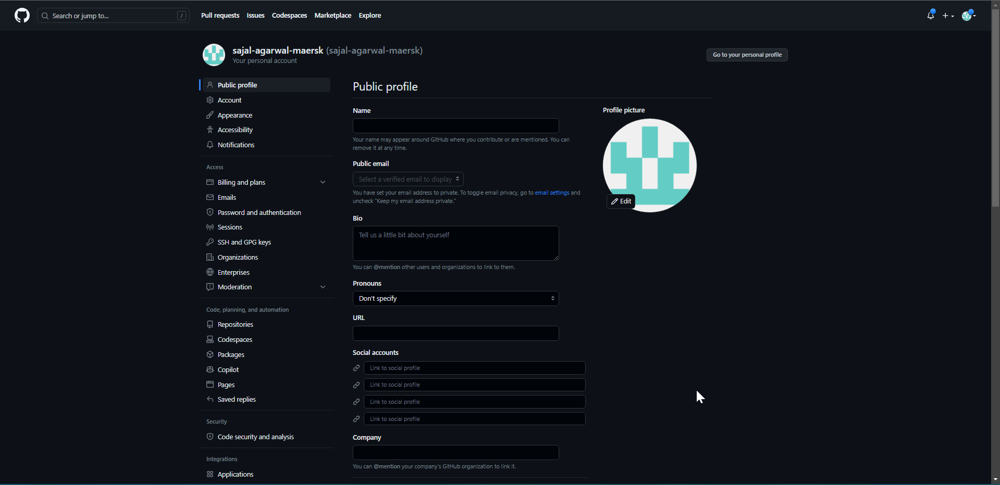 Search or jump to...
/
Pull requests
Issues
Codespaces
Marketplace
Explore
sajal-agarwal-maersk (sajal-agarwal-maersk)
Your personal account
Go to your personal profile
Public profile
Account
Appearance
Accessibility
Notifications
Access
Billing and plans
Emails
Password and authentication
Sessions
SSH and GPG keys
Organizations
Enterprises
Moderation
Code, planning, and automation
Repositories
Codespaces
Packages
Copilot
Pages
Saved replies
Security
Code security and analysis
Integrations
Applications
Public profile
Name
Your name may appear around GitHub where you contribute or are mentioned. You can
remove it at any time.
Public email
Select a verified email to display
You have set your email address to private. To toggle email privacy, go to email settings and
uncheck "Keep my email address private."
Bio
Tell us a little bit about yourself
You can @mention other users and organizations to link to them.
Pronouns
Don't specify
URL
Social accounts
Link to social profile
Link to social profile
Link to social profile
Link to social profile
Company
You can @mention your company's GitHub organization to link it.
Profile picture
Edit